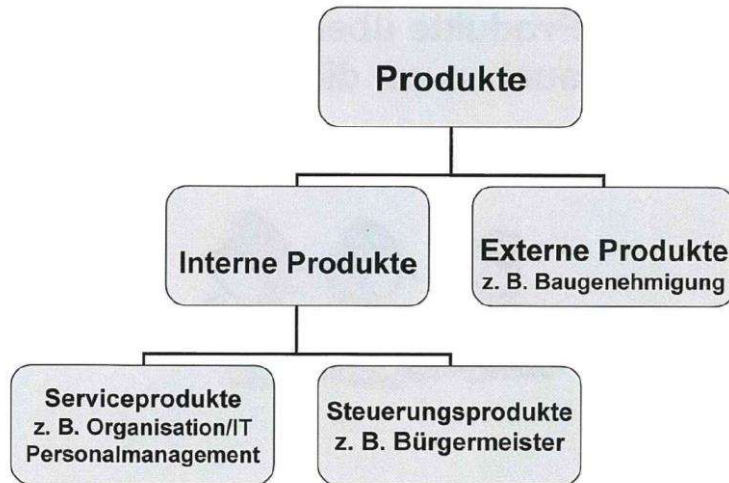 Produkte
Interne Produkte
Externe Produkte
z. B. Baugenehmigung
Serviceprodukte
z. B. Organisation/IT
Personalmanagement
Steuerungsprodukte
z. B. Bürgermeister